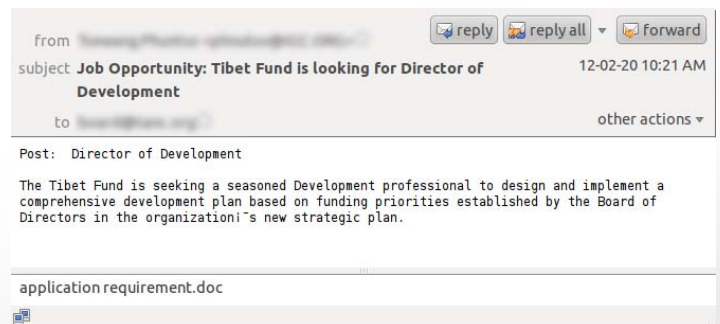 from
reply
reply all
forward
subject Job Opportunity: Tibet Fund is looking for Director of
Development
12-02-20 10:21 AM
to
other actions
Post: Director of Development
The Tibet Fund is seeking a seasoned Development professional to design and implement a
comprehensive development plan based on funding priorities established by the Board of
Directors in the organization¡¯s new strategic plan.
application requirement.doc